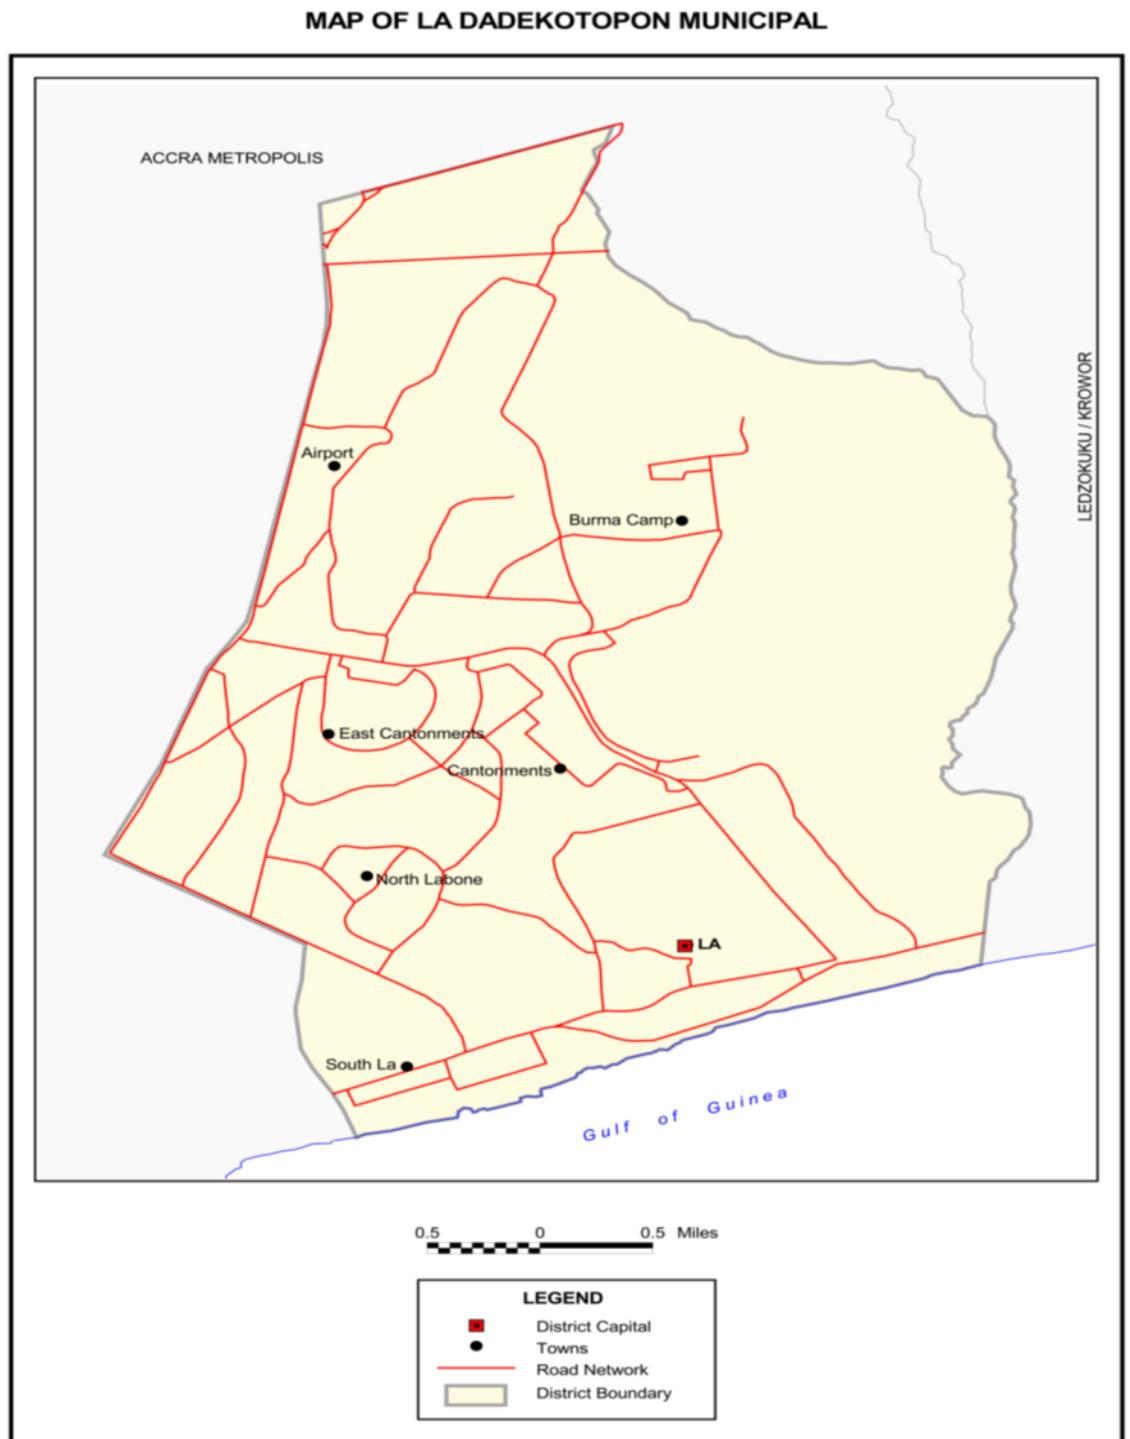 MAP OF LA DADEKOTOPON MUNICIPAL
ACCRA METROPOLIS
LEDZOKUKU / KROWOR
Airport
Burma Camp
East Cantonments
Cantonments
North Labone
LA
South La
Gulf of Guinea
0.5 0 0.5 Miles
LEGEND
District Capital
Towns
Road Network
District Boundary